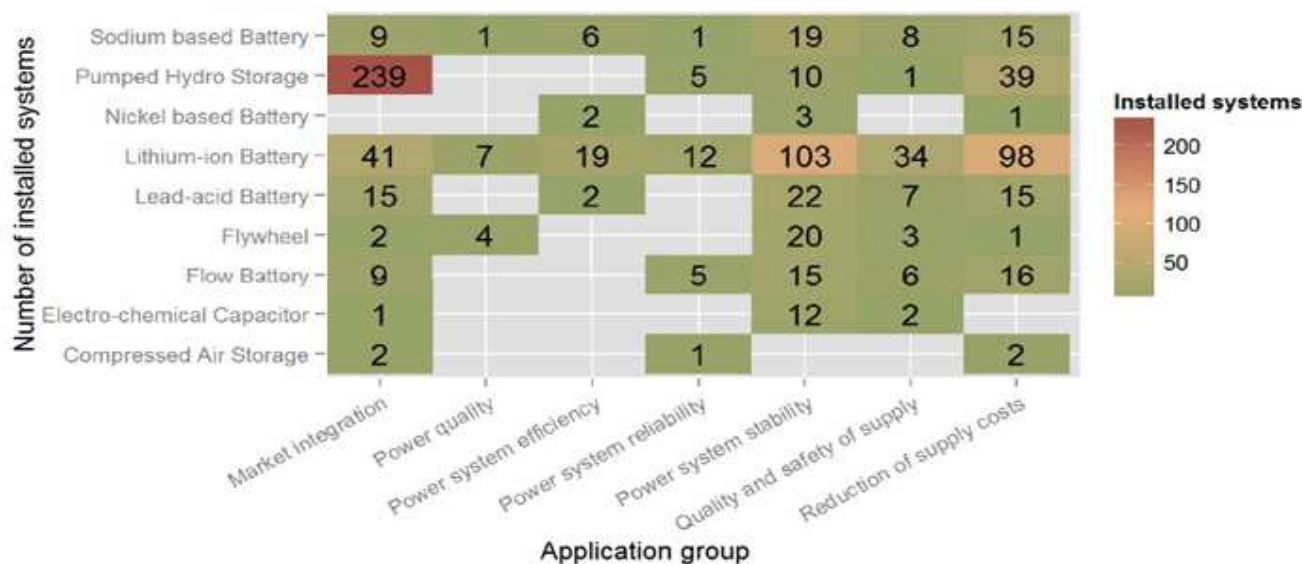 Number of installed systems
Sodium based Battery 9 1 6 1 19 8 15
Pumped Hydro Storage 239 5 10 1 39
Nickel based Battery 2 3 1
Lithium-ion Battery 41 7 19 12 103 34 98
Lead-acid Battery 15 2 22 7 15
Flywheel 2 4 20 3 1
Flow Battery 9 5 15 6 16
Electro-chemical Capacitor 1 12 2
Compressed Air Storage 2 1 2
Market integration
Power quality
Power system efficiency
Power system reliability
Power system stability
Quality and safety of supply
Reduction of supply costs
Application group
Installed systems
200
150
100
50